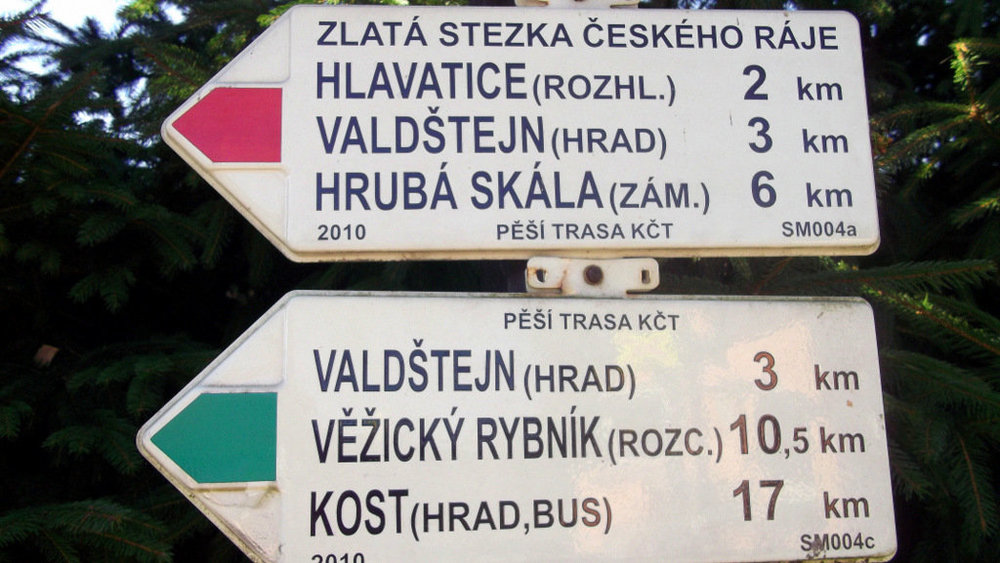 ZLATÁ STEZKA ČESKÉHO RÁJE
HLAVATICE (ROZHL.) 2 km
VALDŠTEJN (HRAD) 3 km
HRUBÁ SKÁLA (ZÁM.) 6 km
2010 PĚŠÍ TRASA KČT SM004a
PĚŠÍ TRASA KČT
VALDŠTEJN (HRAD) 3 km
VĚŽICKÝ RYBNÍK (ROZC.) 10,5 km
KOST (HRAD,BUS) 17 km
2010 SM004c